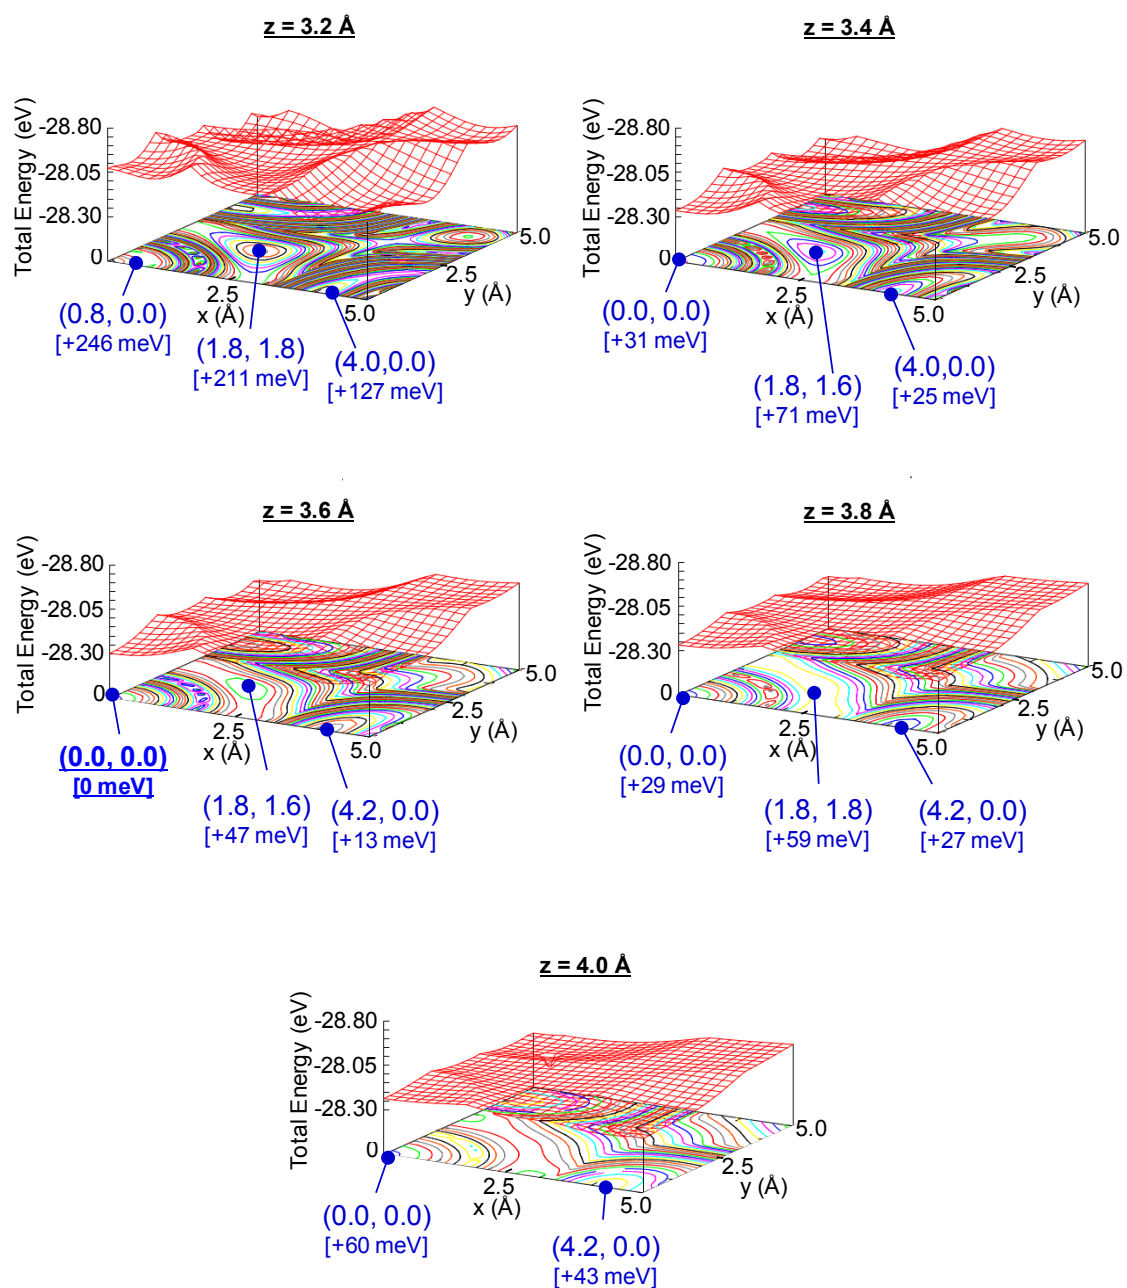 z = 3.2 Å
Total Energy (eV)
-28.80
-28.05
-28.30
0
2.5
5.0
x (Å)
2.5
5.0
y (Å)
(0.8, 0.0)
[+246 meV]
(1.8, 1.8)
[+211 meV]
(4.0,0.0)
[+127 meV]
z = 3.4 Å
Total Energy (eV)
-28.80
-28.05
-28.30
0
2.5
5.0
x (Å)
2.5
5.0
y (Å)
(0.0, 0.0)
[+31 meV]
(1.8, 1.6)
[+71 meV]
(4.0,0.0)
[+25 meV]
z = 3.6 Å
Total Energy (eV)
-28.80
-28.05
-28.30
0
2.5
5.0
x (Å)
2.5
5.0
y (Å)
(0.0, 0.0)
[0 meV]
(1.8, 1.6)
[+47 meV]
(4.2, 0.0)
[+13 meV]
z = 3.8 Å
Total Energy (eV)
-28.80
-28.05
-28.30
0
2.5
5.0
x (Å)
2.5
5.0
y (Å)
(0.0, 0.0)
[+29 meV]
(1.8, 1.8)
[+59 meV]
(4.2, 0.0)
[+27 meV]
z = 4.0 Å
Total Energy (eV)
-28.80
-28.05
-28.30
0
2.5
5.0
x (Å)
2.5
5.0
y (Å)
(0.0, 0.0)
[+60 meV]
(4.2, 0.0)
[+43 meV]